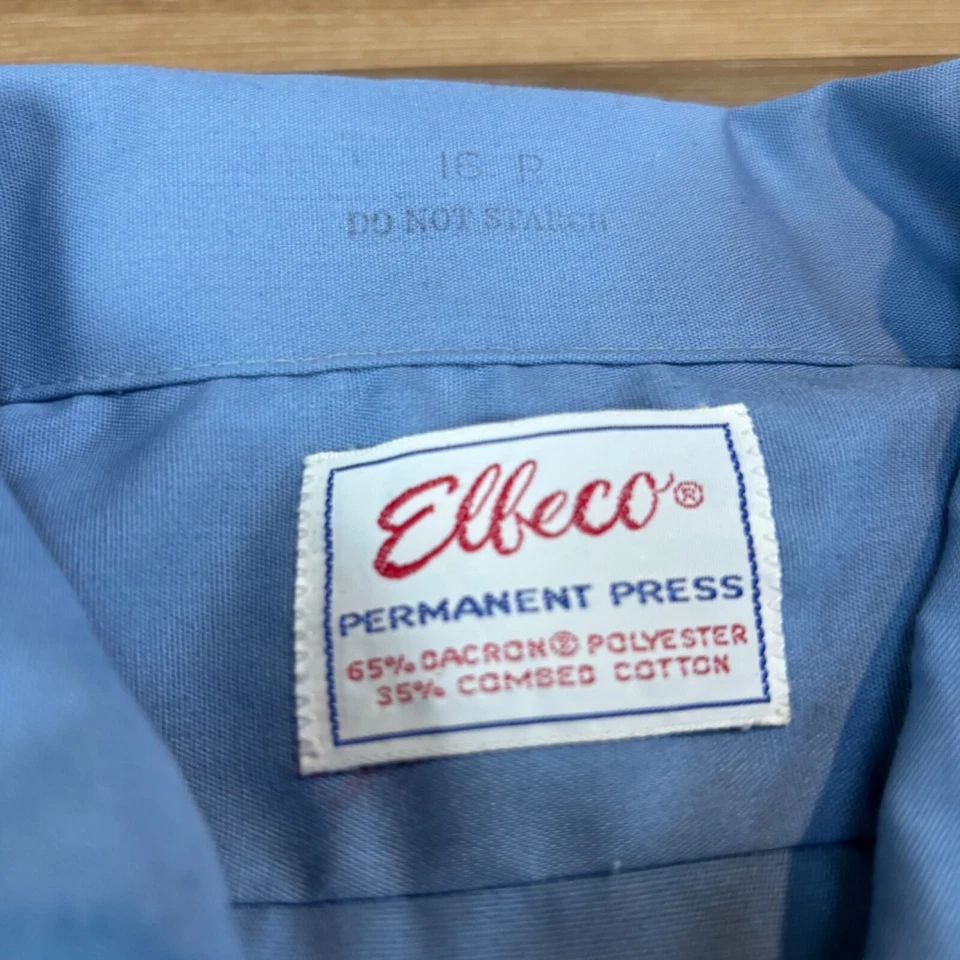 16 R
DO NOT STARCH
Elbeco®
PERMANENT PRESS
65% DACRON® POLYESTER
35% COMBED COTTON